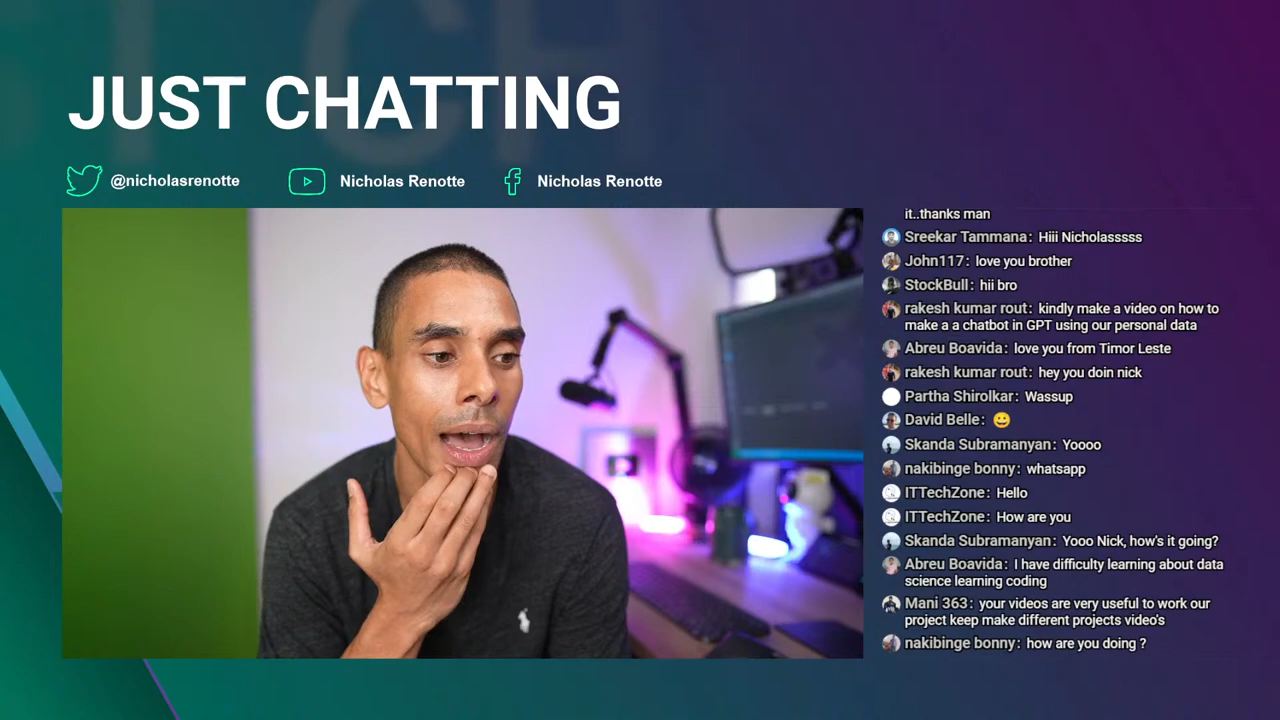 JUST CHATTING
@nicholasrenotte
Nicholas Renotte
Nicholas Renotte
it..thanks man
Sreekar Tammana: Hiii Nicholasssss
John117: love you brother
StockBull: hii bro
rakesh kumar rout: kindly make a video on how to
make a a chatbot in GPT using our personal data
Abreu Boavida: love you from Timor Leste
rakesh kumar rout: hey you doin nick
Partha Shirolkar: Wassup
David Belle: 😀
Skanda Subramanyan: Yoooo
nakibinge bonny: whatsapp
ITTechZone: Hello
ITTechZone: How are you
Skanda Subramanyan: Yooo Nick, how's it going?
Abreu Boavida: I have difficulty learning about data
science learning coding
Mani 363: your videos are very useful to work our
project keep make different projects video's
nakibinge bonny: how are you doing ?